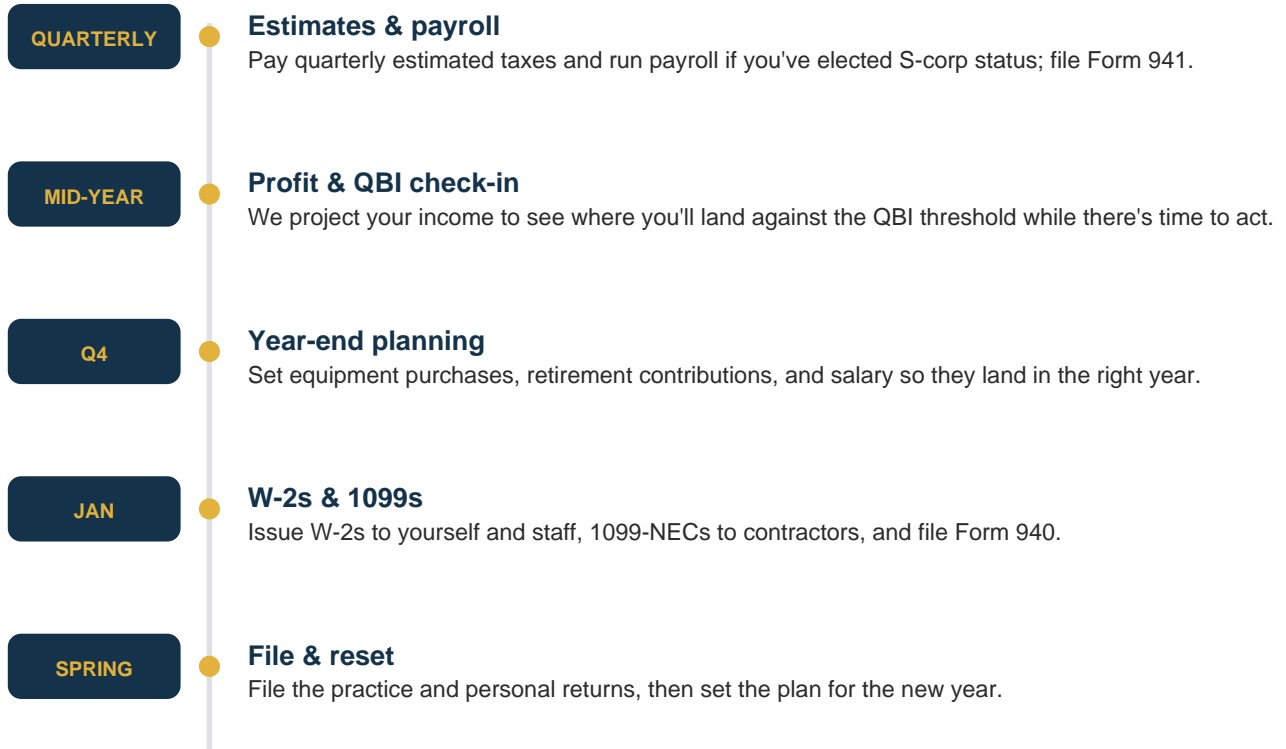 QUARTERLY
Estimates & payroll
Pay quarterly estimated taxes and run payroll if you've elected S-corp status; file Form 941.
MID-YEAR
Profit & QBI check-in
We project your income to see where you'll land against the QBI threshold while there's time to act.
Q4
Year-end planning
Set equipment purchases, retirement contributions, and salary so they land in the right year.
JAN
W-2s & 1099s
Issue W-2s to yourself and staff, 1099-NECs to contractors, and file Form 940.
SPRING
File & reset
File the practice and personal returns, then set the plan for the new year.